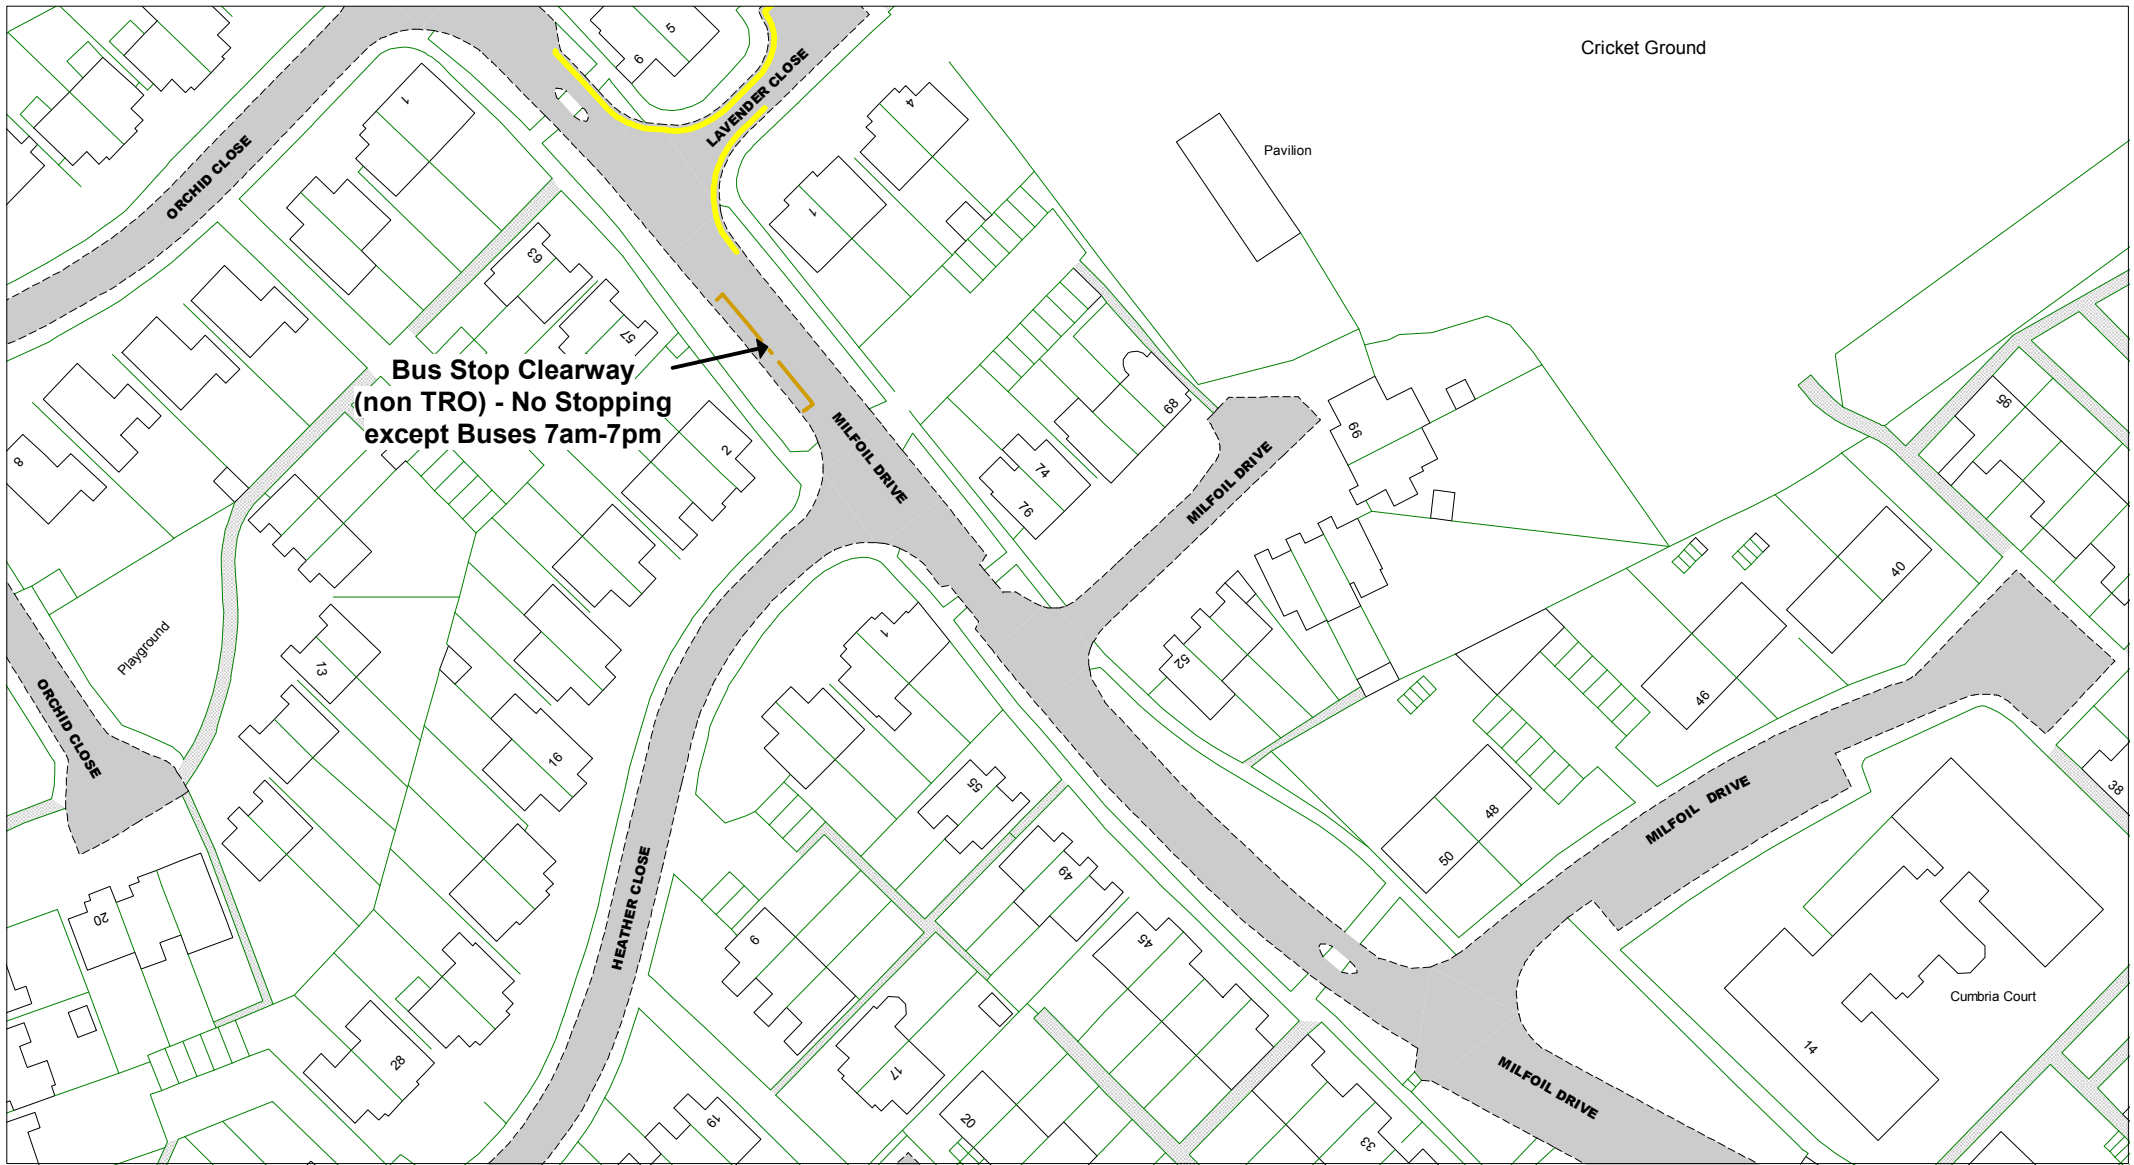 Cricket Ground
5
6
LAVENDER CLOSE
1
4
Pavilion
ORCHID CLOSE
1
63
57
Bus Stop Clearway
(non TRO) - No Stopping
except Buses 7am-7pm
68
66
95
MILFOIL DRIVE
2
8
74
76
MILFOIL DRIVE
40
Playground
13
1
52
46
ORCHID CLOSE
16
55
48
50
MILFOIL DRIVE
38
49
HEATHER CLOSE
20
9
45
Cumbria Court
14
28
17
MILFOIL DRIVE
19
20
33